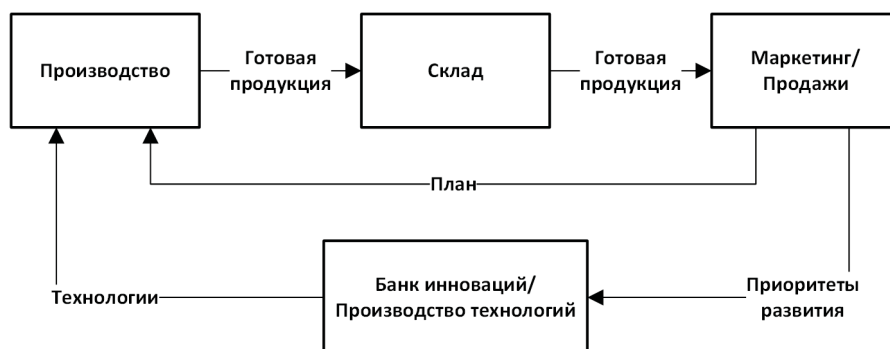 Производство
Готовая
продукция
Склад
Готовая
продукция
Маркетинг/
Продажи
План
Банк инноваций/
Производство технологий
Технологии
Приоритеты
развития